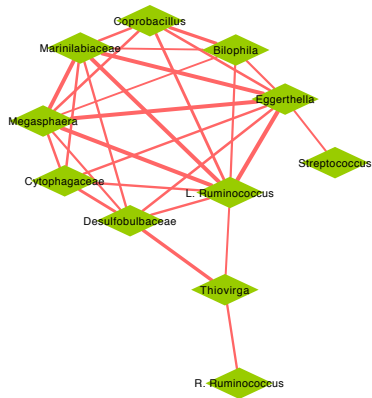 Coprobacillus
Marinilabiaceae
Bilophila
Eggerthella
Megasphaera
Streptococcus
Cytophagaceae
L. Ruminococcus
Desulfobulbaceae
Thiovirga
R. Ruminococcus